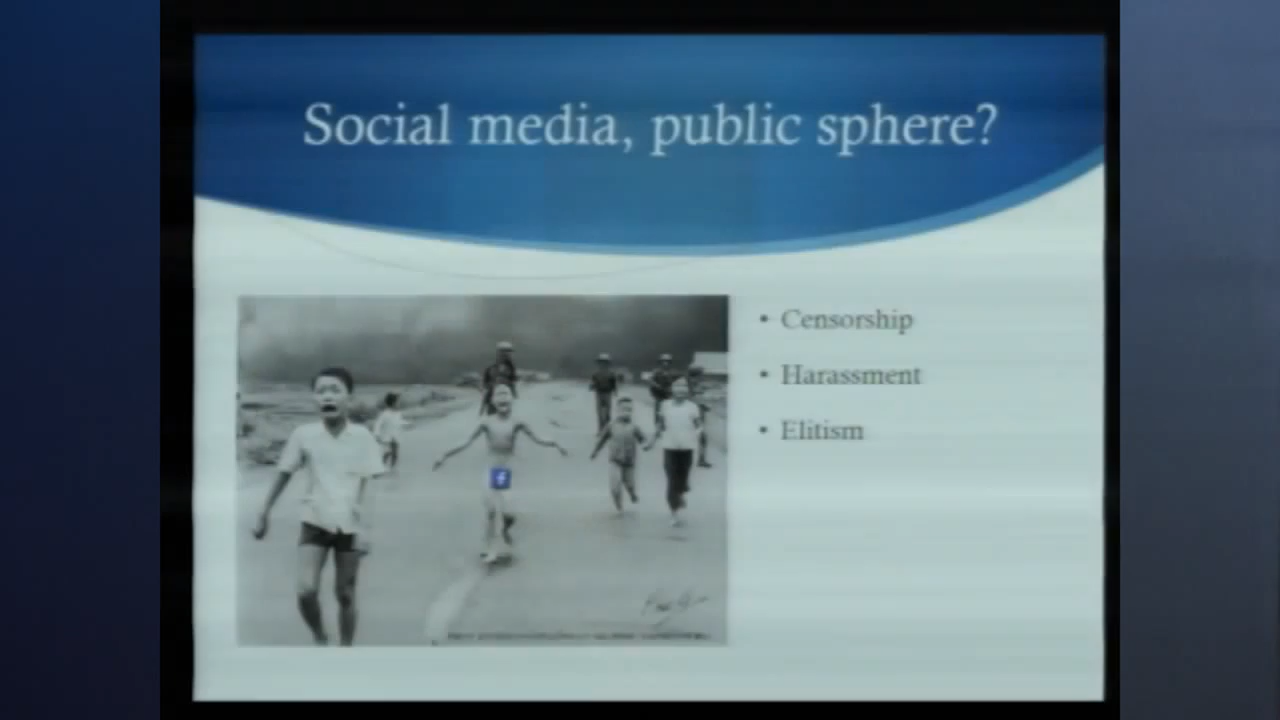 Social media, public sphere?
• Censorship
• Harassment
• Elitism